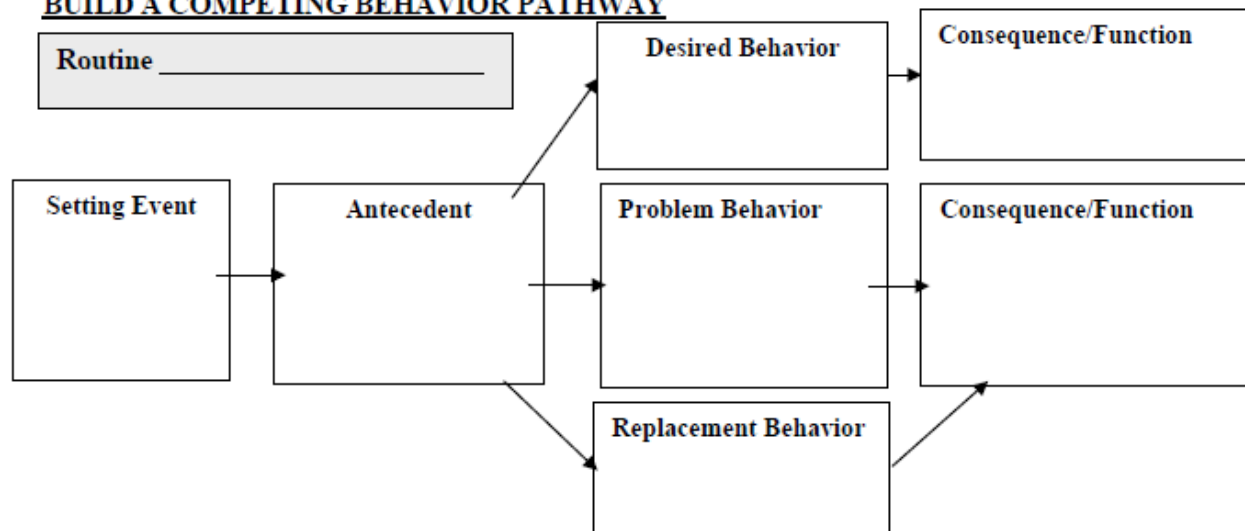 BUILD A COMPETING BEHAVIOR PATHWAY
Routine ____________________
Desired Behavior
Consequence/Function
Setting Event
Antecedent
Problem Behavior
Consequence/Function
Replacement Behavior